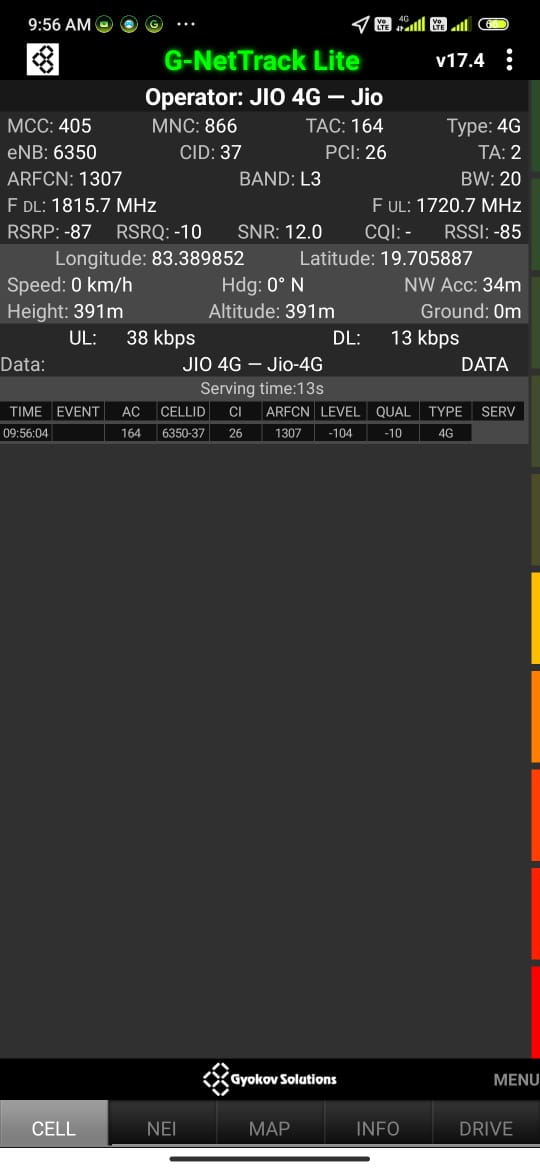 9:56 AM G ... Vo LTE 4G Vo LTE
G-NetTrack Lite v17.4
Operator: JIO 4G — Jio
MCC: 405 MNC: 866 TAC: 164 Type: 4G
eNB: 6350 CID: 37 PCI: 26 TA: 2
ARFCN: 1307 BAND: L3 BW: 20
F DL: 1815.7 MHz F UL: 1720.7 MHz
RSRP: -87 RSRQ: -10 SNR: 12.0 CQI: - RSSI: -85
Longitude: 83.389852 Latitude: 19.705887
Speed: 0 km/h Hdg: 0° N NW Acc: 34m
Height: 391m Altitude: 391m Ground: 0m
UL: 38 kbps DL: 13 kbps
Data: JIO 4G — Jio-4G DATA
Serving time:13s
TIME EVENT AC CELLID CI ARFCN LEVEL QUAL TYPE SERV
09:56:04 164 6350-37 26 1307 -104 -10 4G
Gyokov Solutions MENU
CELL NEI MAP INFO DRIVE